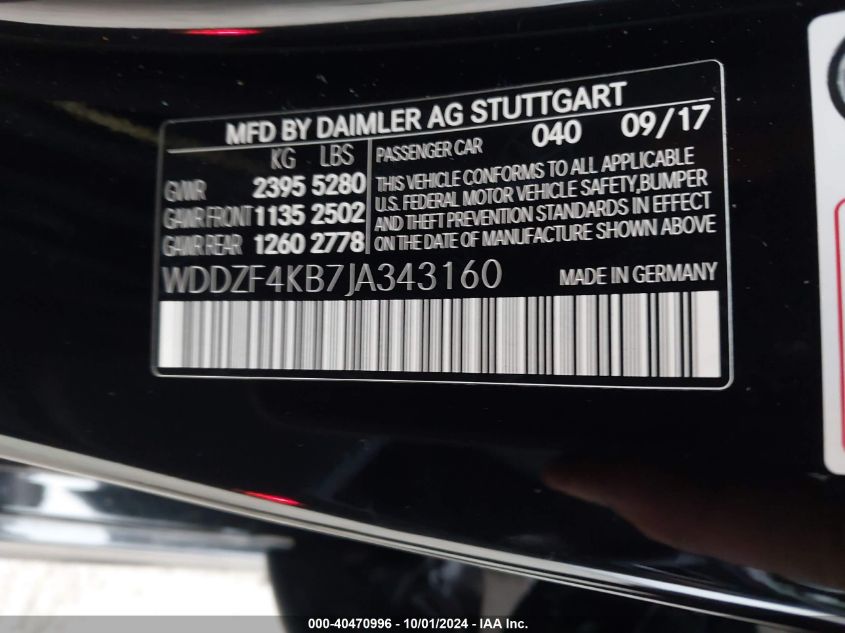 MFD BY DAIMLER AG STUTTGART
KG LBS
GVWR 2395 5280
GAWR FRONT 1135 2502
GAWR REAR 1260 2778
PASSENGER CAR 040 09/17
THIS VEHICLE CONFORMS TO ALL APPLICABLE
U.S. FEDERAL MOTOR VEHICLE SAFETY,BUMPER
AND THEFT PREVENTION STANDARDS IN EFFECT
ON THE DATE OF MANUFACTURE SHOWN ABOVE
WDDZF4KB7JA343160 MADE IN GERMANY
000-40470996 - 10/01/2024 - IAA Inc.